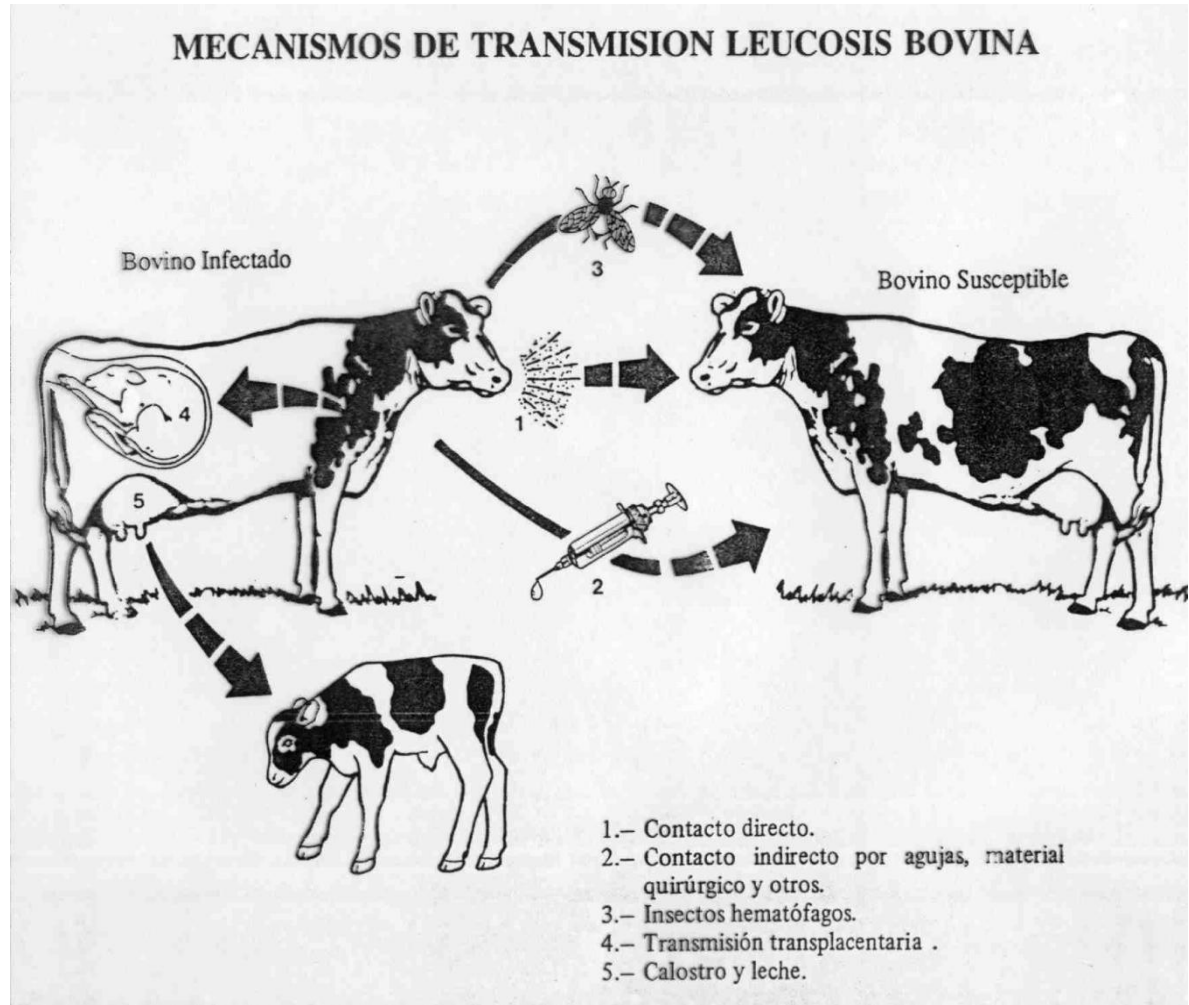 MECANISMOS DE TRANSMISION LEUCOSIS BOVINA
3
Bovino Infectado
Bovino Susceptible
4
1
5
2
1.– Contacto directo.
2.– Contacto indirecto por agujas, material
quirúrgico y otros.
3.– Insectos hematófagos.
4.– Transmisión transplacentaria .
5.– Calostro y leche.